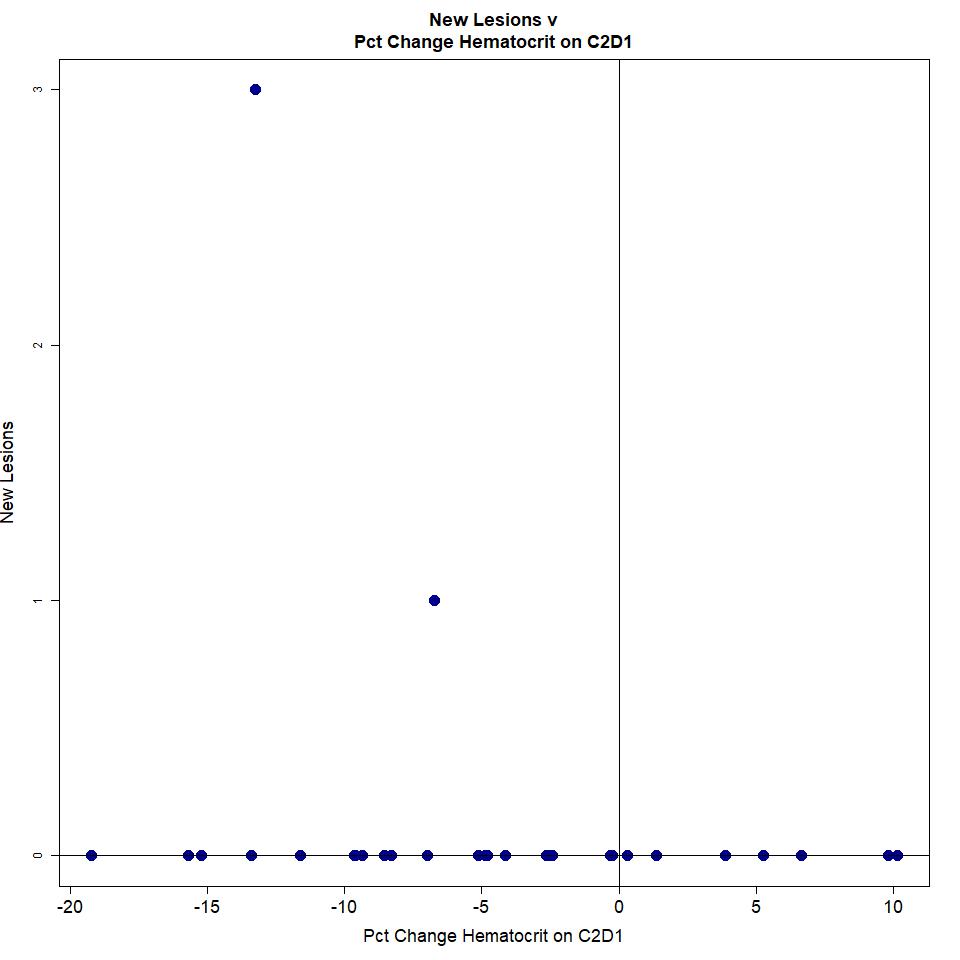 New Lesions v
Pct Change Hematocrit on C2D1
3
2
1
0
New Lesions
-20 -15 -10 -5 0 5 10
Pct Change Hematocrit on C2D1